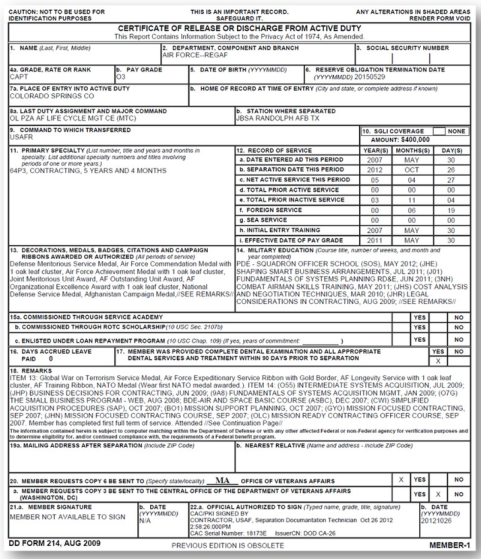 CAUTION: NOT TO BE USED FOR IDENTIFICATION PURPOSES
THIS IS AN IMPORTANT RECORD. SAFEGUARD IT.
ANY ALTERATIONS IN SHADED AREAS RENDER FORM VOID
CERTIFICATE OF RELEASE OR DISCHARGE FROM ACTIVE DUTY
This Report Contains Information Subject to the Privacy Act of 1974, As Amended.
1. NAME (Last, First, Middle)
2. DEPARTMENT, COMPONENT AND BRANCH
AIR FORCE--REGAF
3. SOCIAL SECURITY NUMBER
4a. GRADE, RATE OR RANK
CAPT
b. PAY GRADE
O3
5. DATE OF BIRTH (YYYYMMDD)
6. RESERVE OBLIGATION TERMINATION DATE
(YYYYMMDD) 20150529
7a. PLACE OF ENTRY INTO ACTIVE DUTY
COLORADO SPRINGS CO
b. HOME OF RECORD AT TIME OF ENTRY (City and state, or complete address if known)
8a. LAST DUTY ASSIGNMENT AND MAJOR COMMAND
OL PZA AF LIFE CYCLE MGT CE (MTC)
b. STATION WHERE SEPARATED
JBSA RANDOLPH AFB TX
9. COMMAND TO WHICH TRANSFERRED
USAFR
10. SGLI COVERAGE NONE
AMOUNT: $400,000
11. PRIMARY SPECIALTY (List number, title and years and months in
specialty. List additional specialty numbers and titles involving
periods of one or more years.)
64P3, CONTRACTING, 5 YEARS AND 4 MONTHS
12. RECORD OF SERVICE YEAR(S) MONTH(S) DAY(S)
a. DATE ENTERED AD THIS PERIOD 2007 MAY 30
b. SEPARATION DATE THIS PERIOD 2012 OCT 26
c. NET ACTIVE SERVICE THIS PERIOD 05 04 27
d. TOTAL PRIOR ACTIVE SERVICE 00 00 00
e. TOTAL PRIOR INACTIVE SERVICE 03 11 04
f. FOREIGN SERVICE 00 06 19
g. SEA SERVICE 00 00 00
h. INITIAL ENTRY TRAINING 2007 MAY 30
i. EFFECTIVE DATE OF PAY GRADE 2011 MAY 30
13. DECORATIONS, MEDALS, BADGES, CITATIONS AND CAMPAIGN
RIBBONS AWARDED OR AUTHORIZED (All periods of service)
Defense Meritorious Service Medal, Air Force Commendation Medal with
1 oak leaf cluster, Air Force Achievement Medal with 1 oak leaf cluster,
Joint Meritorious Unit Award, AF Outstanding Unit Award, AF
Organizational Excellence Award with 1 oak leaf cluster, National
Defense Service Medal, Afghanistan Campaign Medal,//SEE REMARKS//
14. MILITARY EDUCATION (Course title, number of weeks, and month and
year completed)
PDE - SQUADRON OFFICER SCHOOL (SOS), MAY 2012; (JHE)
SHAPING SMART BUSINESS ARRANGEMENTS, JUL 2011; (JO1)
FUNDAMENTALS OF SYSTEMS PLANNING RD&E, JUN 2011; (JNH)
COMBAT AIRMAN SKILLS TRAINING, MAY 2011; (JHS) COST ANALYSIS
AND NEGOTIATION TECHNIQUES, MAR 2010; (JHR) LEGAL
CONSIDERATIONS IN CONTRACTING, AUG 2009; //SEE REMARKS//
15a. COMMISSIONED THROUGH SERVICE ACADEMY YES NO
b. COMMISSIONED THROUGH ROTC SCHOLARSHIP(10 USC Sec. 2107b) YES NO
c. ENLISTED UNDER LOAN REPAYMENT PROGRAM (10 USC Chap. 109) (If yes, years of commitment: ) YES NO
16. DAYS ACCRUED LEAVE
PAID 0
17. MEMBER WAS PROVIDED COMPLETE DENTAL EXAMINATION AND ALL APPROPRIATE
DENTAL SERVICES AND TREATMENT WITHIN 90 DAYS PRIOR TO SEPARATION
YES NO
X
18. REMARKS
ITEM 13: Global War on Terrorism Service Medal, Air Force Expeditionary Service Ribbon with Gold Border, AF Longevity Service with 1 oak leaf
cluster, AF Training Ribbon, NATO Medal (Wear first NATO medal awarded.). ITEM 14: (O55) INTERMEDIATE SYSTEMS ACQUISITION, JUL 2009;
(JHP) BUSINESS DECISIONS FOR CONTRACTING, JUN 2009; (9A8) FUNDAMENTALS OF SYSTEMS ACQUISITION MGMT, JAN 2009; (O7G)
THE SMALL BUSINESS PROGRAM - WEB, AUG 2008; BDE-AIR AND SPACE BASIC COURSE (ASBC), DEC 2007; (CWI) SIMPLIFIED
ACQUISITION PROCEDURES (SAP), OCT 2007; (BO1) MISSION SUPPORT PLANNING, OCT 2007; (GYO) MISSION FOCUSED CONTRACTING,
SEP 2007; (JHN) MISSION FOCUSED CONTRACTING COURSE, SEP 2007; (OLC) MISSION READY CONTRACTING OFFICER COURSE, SEP
2007. Member has completed first full term of service. Attended //See Continuation Page//
The information contained herein is subject to computer matching within the Department of Defense or with any other affected Federal or non-Federal agency for verification purposes and
to determine eligibility for, and/or continued compliance with, the requirements of a Federal benefit program.
19a. MAILING ADDRESS AFTER SEPARATION (Include ZIP Code)
b. NEAREST RELATIVE (Name and address - include ZIP Code)
20. MEMBER REQUESTS COPY 6 BE SENT TO (Specify state/locality) MA OFFICE OF VETERANS AFFAIRS X YES NO
a. MEMBER REQUESTS COPY 3 BE SENT TO THE CENTRAL OFFICE OF THE DEPARTMENT OF VETERANS AFFAIRS
(WASHINGTON, DC) X YES NO
21.a. MEMBER SIGNATURE
MEMBER NOT AVAILABLE TO SIGN
b. DATE
(YYYYMMDD)
N/A
22.a. OFFICIAL AUTHORIZED TO SIGN (Typed name, grade, title, signature)
CAC/PKI SIGNED BY
CONTRACTOR, USAF, Separation Documentation Technician Oct 26 2012
2:58:26:000PM
CAC Serial Number: 18173E IssuerCN: DOD CA-26
b. DATE
(YYYYMMDD)
20121026
DD FORM 214, AUG 2009
PREVIOUS EDITION IS OBSOLETE
MEMBER-1